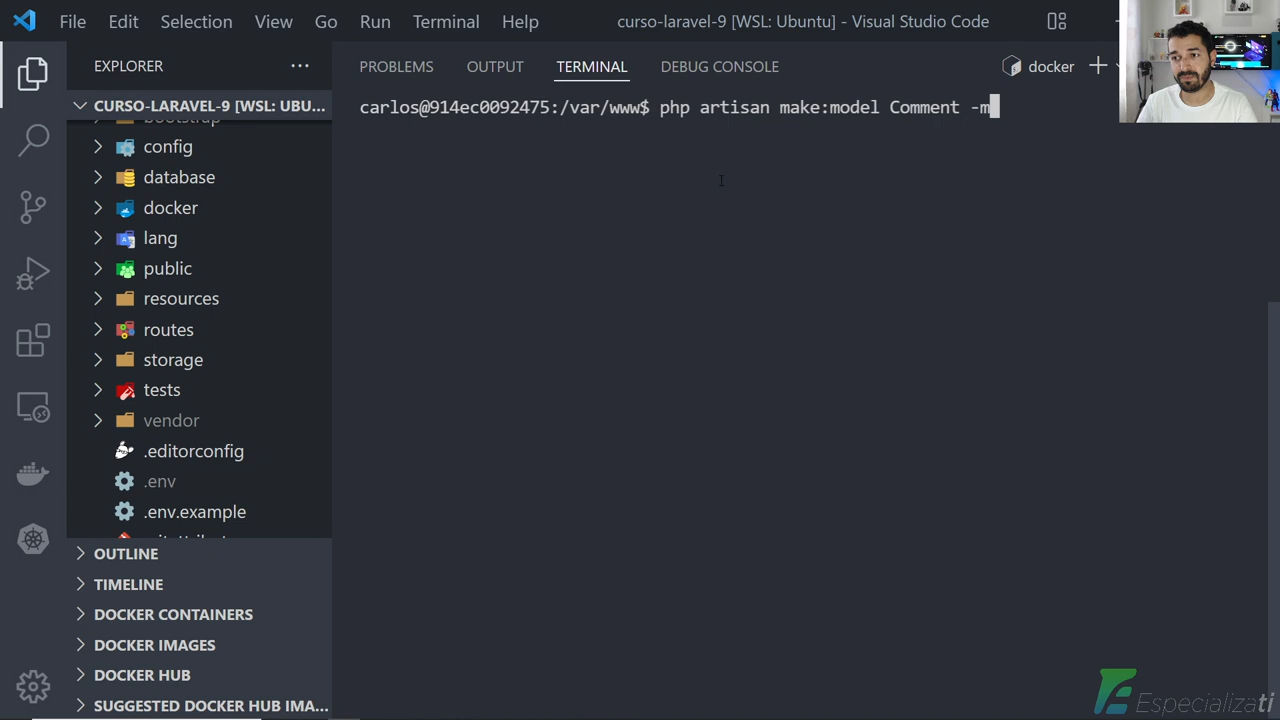 File Edit Selection View Go Run Terminal Help curso-laravel-9 [WSL: Ubuntu] - Visual Studio Code
EXPLORER ... PROBLEMS OUTPUT TERMINAL DEBUG CONSOLE docker
CURSO-LARAVEL-9 [WSL: UBU...
carlos@914ec0092475:/var/www$ php artisan make:model Comment -m
bootstrap
config
database
docker
lang
public
resources
routes
storage
tests
vendor
.editorconfig
.env
.env.example
OUTLINE
TIMELINE
DOCKER CONTAINERS
DOCKER IMAGES
DOCKER HUB
SUGGESTED DOCKER HUB IMA...
Especializati